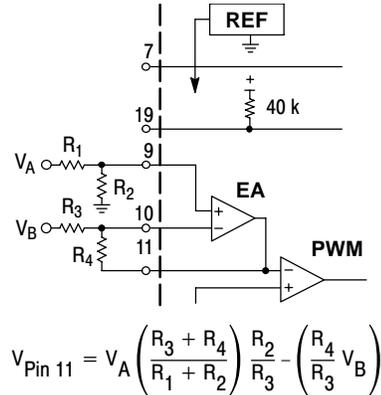 REF
7
+
40 k
19
R1
9
VA
R2
EA
+
R3
10
VB
−
11
PWM
R4
−
+
V Pin 11 = VA ( (R3 + R4) / (R1 + R2) ) R2 / R3 − ( R4 / R3 VB )